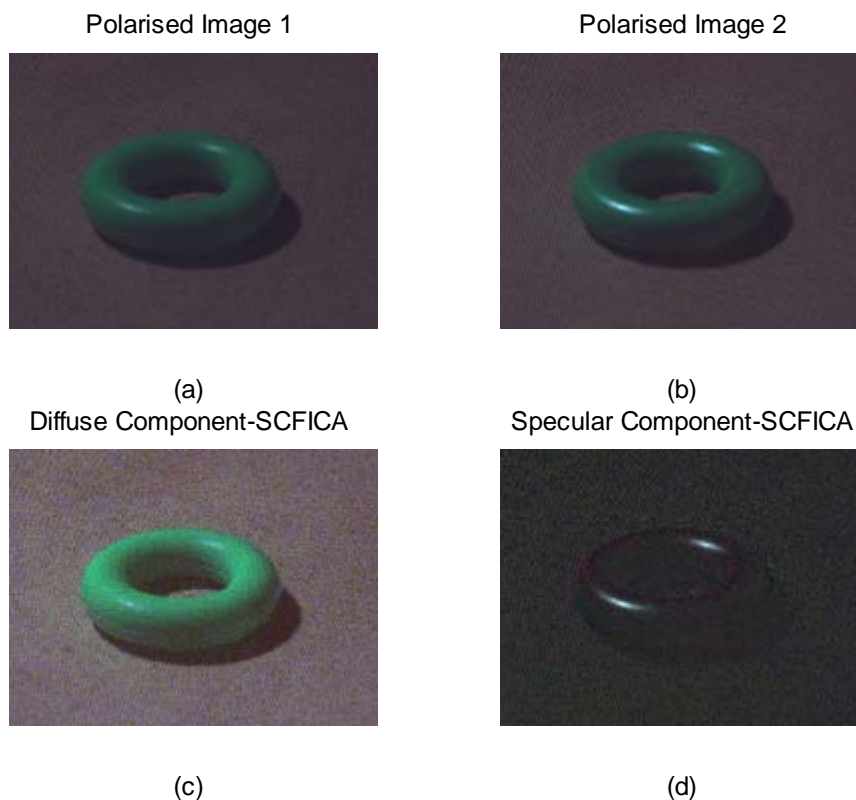 Polarised Image 1
Polarised Image 2
(a)
(b)
Diffuse Component-SCFICA
Specular Component-SCFICA
(c)
(d)